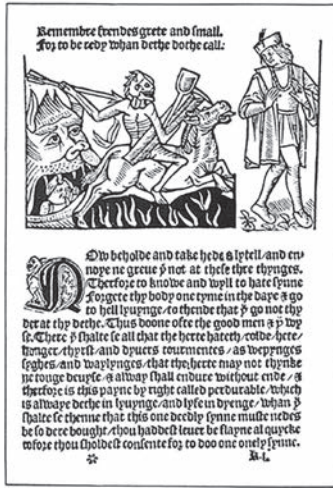 Remembre frendes grete and small.
For to be redy whan dethe dothe call:
NOw beholde and take hede a lytell/and en-
noye ne greue þ not at these thre thynges.
Therfore to knowe and wyll to hate synne
Forgete thy body one tyme in the daye ⁊ go
to hell lyuynge/to thende that þ go not thy
der at thy dethe. Thus doone ofte the good men ⁊ þ wy
se. There þ shalte se all that the herte hateth/colde/hete/
honger/thyrst/and dyuers tourmentes/as wepynges
syghes and waylynges/that the herte may not thynke
ne tonge deuyse/⁊ alway shall endure without ende/⁊
therfore is this payne by right called perdurable/which
is alwaye dethe in lyuynge/and lyfe in dyenge/whan þ
shalte se thenne that this one deedly synne muste nedes
be so dere bought/thou haddest leuer be slayne al quycke
tofore thou sholdest consente for to doo one onely synne.